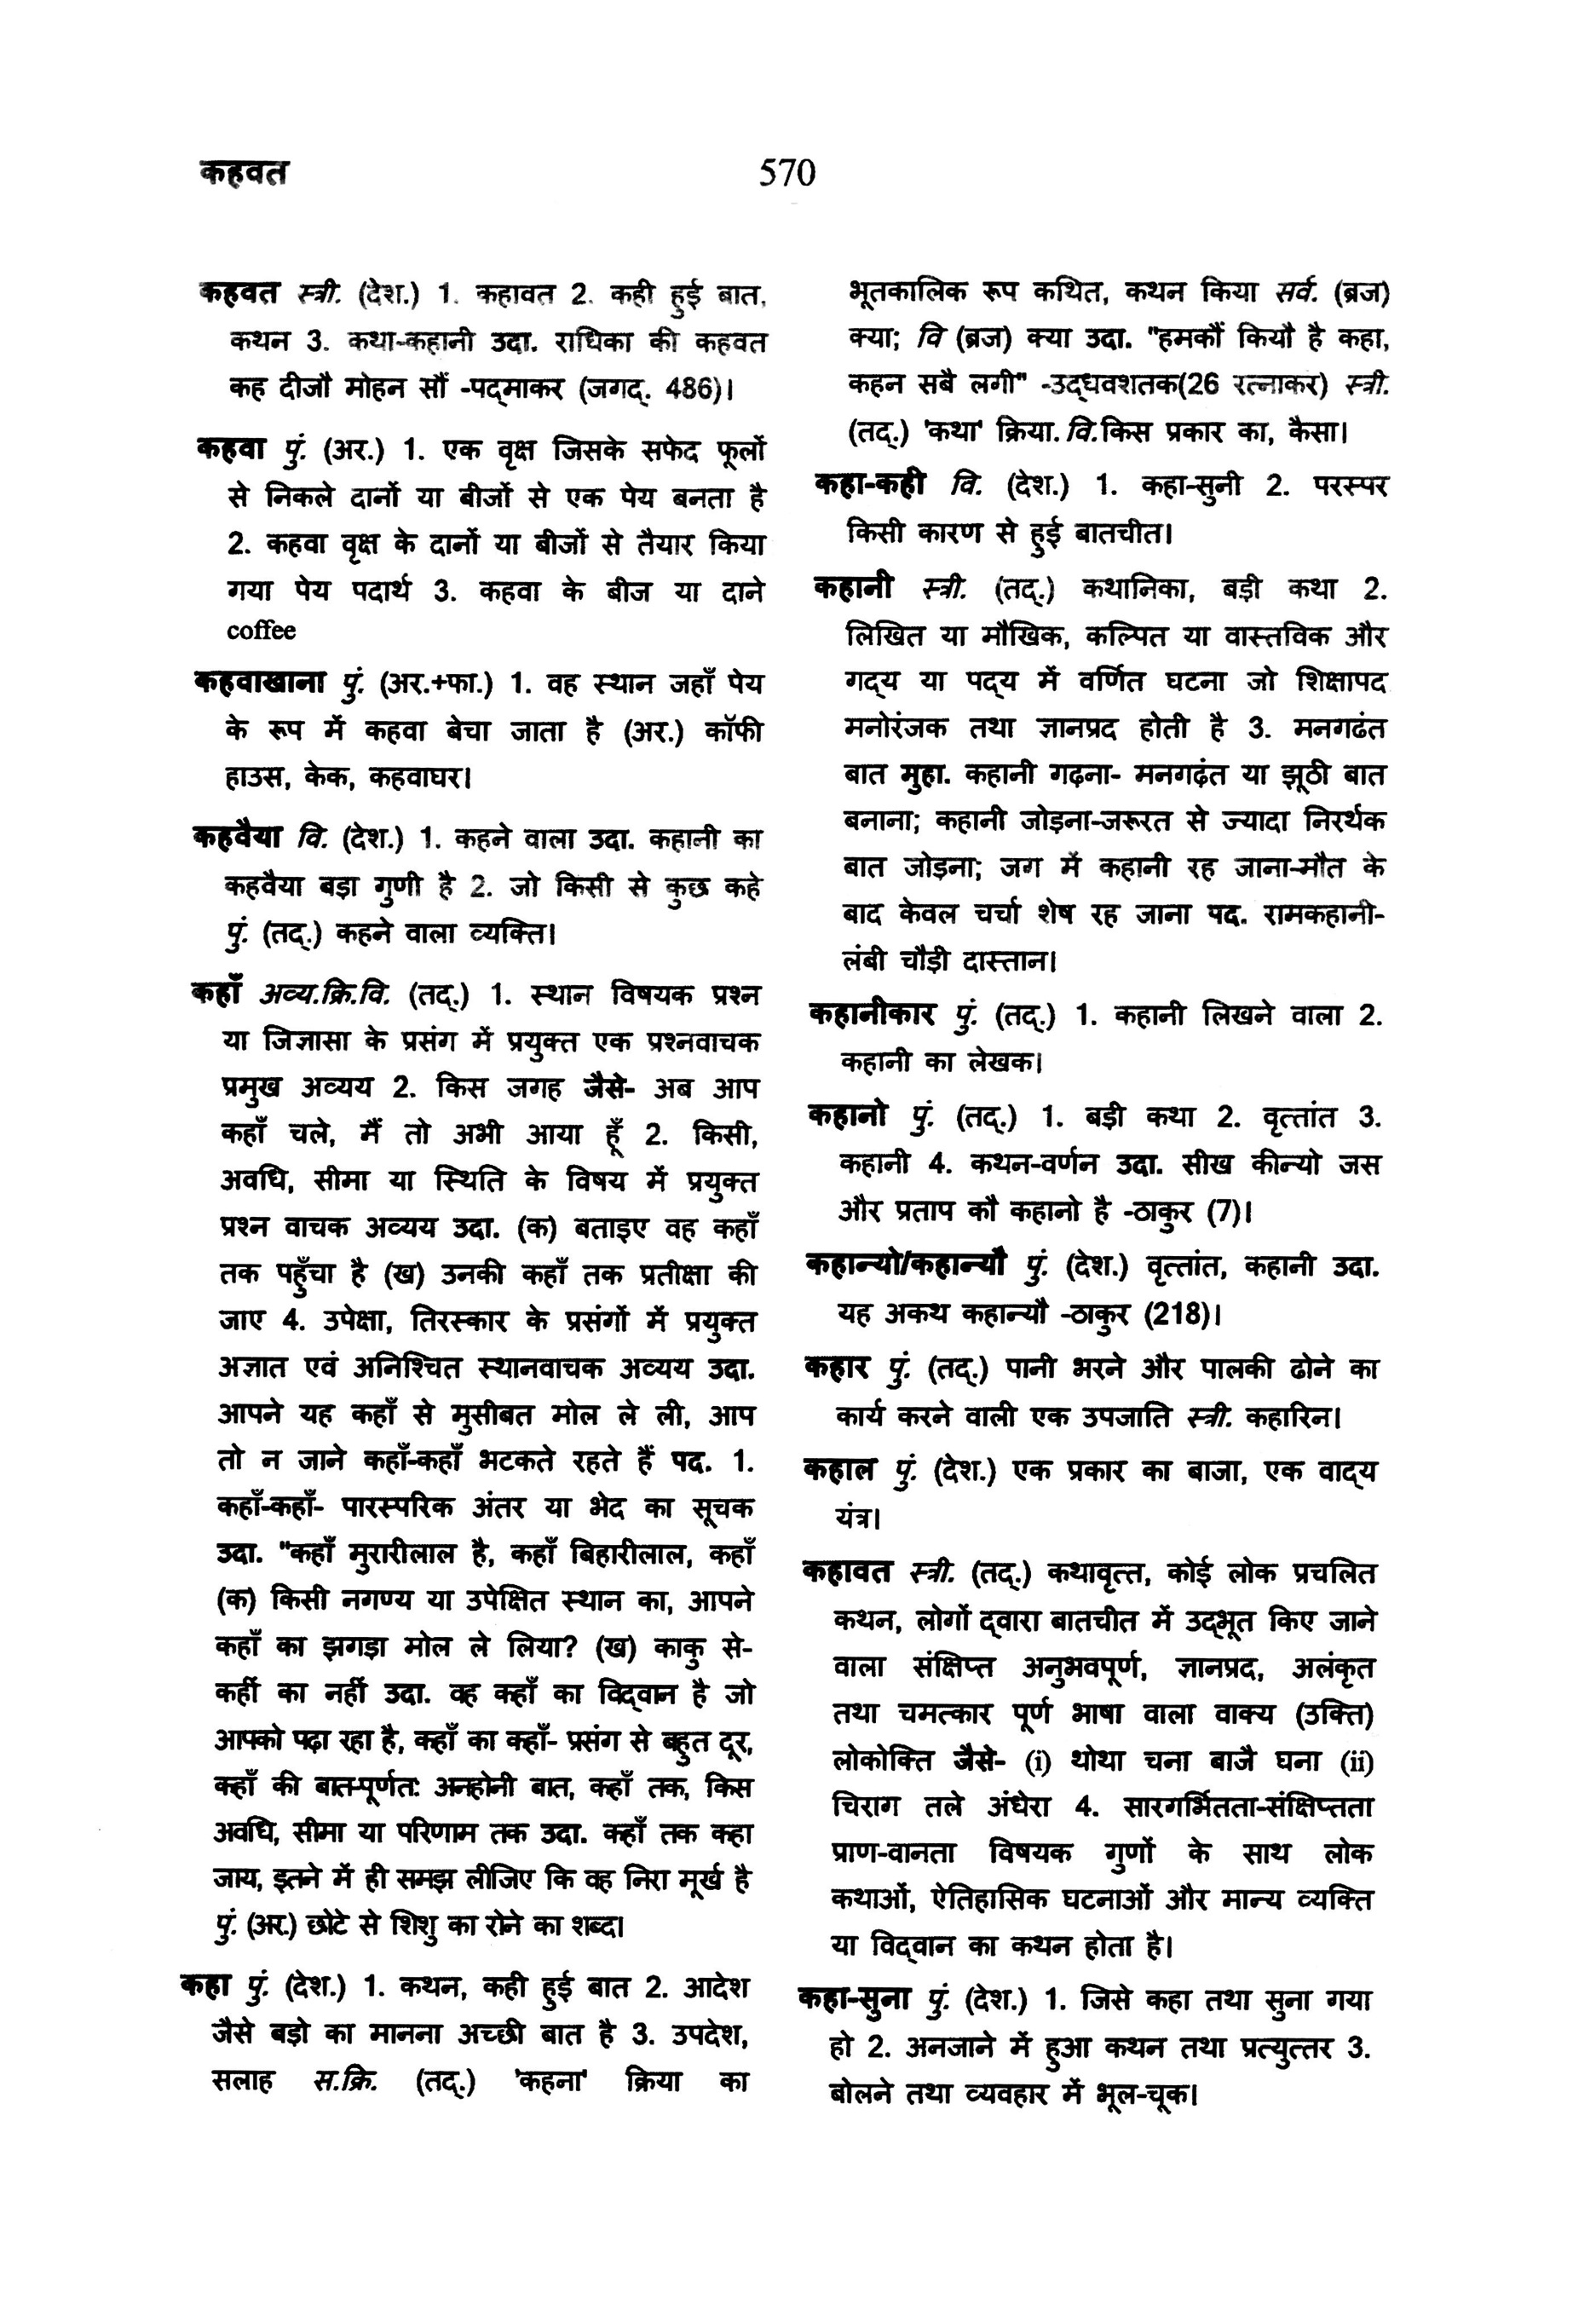 कहवत
570
कहवत स्त्री. (देश.) 1. कहावत 2. कही हुई बात,
कथन 3. कथा-कहानी उदा. राधिका की कहवत
कह दीजौ मोहन सौं -पद्माकर (जगद्. 486)।
कहवा पुं. (अर.) 1. एक वृक्ष जिसके सफेद फूलों
से निकले दानों या बीजों से एक पेय बनता है
2. कहवा वृक्ष के दानों या बीजों से तैयार किया
गया पेय पदार्थ 3. कहवा के बीज या दाने
coffee
कहवाखाना पुं. (अर.+फा.) 1. वह स्थान जहाँ पेय
के रूप में कहवा बेचा जाता है (अर.) कॉफी
हाउस, केक, कहवाघर।
कहवैया वि. (देश.) 1. कहने वाला उदा. कहानी का
कहवैया बड़ा गुणी है 2. जो किसी से कुछ कहे
पुं. (तद्.) कहने वाला व्यक्ति।
कहाँ अव्य.क्रि.वि. (तद्.) 1. स्थान विषयक प्रश्न
या जिज्ञासा के प्रसंग में प्रयुक्त एक प्रश्नवाचक
प्रमुख अव्यय 2. किस जगह जैसे- अब आप
कहाँ चले, मैं तो अभी आया हूँ 2. किसी,
अवधि, सीमा या स्थिति के विषय में प्रयुक्त
प्रश्न वाचक अव्यय उदा. (क) बताइए वह कहाँ
तक पहुँचा है (ख) उनकी कहाँ तक प्रतीक्षा की
जाए 4. उपेक्षा, तिरस्कार के प्रसंगों में प्रयुक्त
अज्ञात एवं अनिश्चित स्थानवाचक अव्यय उदा.
आपने यह कहाँ से मुसीबत मोल ले ली, आप
तो न जाने कहाँ-कहाँ भटकते रहते हैं पद. 1.
कहाँ-कहाँ- पारस्परिक अंतर या भेद का सूचक
उदा. "कहाँ मुरारीलाल है, कहाँ बिहारीलाल, कहाँ
(क) किसी नगण्य या उपेक्षित स्थान का, आपने
कहाँ का झगड़ा मोल ले लिया? (ख) काकु से-
कहीं का नहीं उदा. वह कहाँ का विद्वान है जो
आपको पढ़ा रहा है, कहाँ का कहाँ- प्रसंग से बहुत दूर,
कहाँ की बात-पूर्णत: अनहोनी बात, कहाँ तक, किस
अवधि, सीमा या परिणाम तक उदा. कहाँ तक कहा
जाय, इतने में ही समझ लीजिए कि वह निरा मूर्ख है
पुं. (अर.) छोटे से शिशु का रोने का शब्द।
कहा पुं. (देश.) 1. कथन, कही हुई बात 2. आदेश
जैसे बड़ो का मानना अच्छी बात है 3. उपदेश,
सलाह स.क्रि. (तद्.) 'कहना' क्रिया का
भूतकालिक रूप कथित, कथन किया सर्व. (ब्रज)
क्या; वि (ब्रज) क्या उदा. "हमकौं कियौ है कहा,
कहन सबै लगी" -उद्धवशतक(26 रत्नाकर) स्त्री.
(तद्.) 'कथा' क्रिया.वि.किस प्रकार का, कैसा।
कहा-कही वि. (देश.) 1. कहा-सुनी 2. परस्पर
किसी कारण से हुई बातचीत।
कहानी स्त्री. (तद्.) कथानिका, बड़ी कथा 2.
लिखित या मौखिक, कल्पित या वास्तविक और
गद्य या पद्य में वर्णित घटना जो शिक्षापद
मनोरंजक तथा ज्ञानप्रद होती है 3. मनगढंत
बात मुहा. कहानी गढ़ना- मनगढ़ंत या झूठी बात
बनाना; कहानी जोड़ना-जरूरत से ज्यादा निरर्थक
बात जोड़ना; जग में कहानी रह जाना-मौत के
बाद केवल चर्चा शेष रह जाना पद. रामकहानी-
लंबी चौड़ी दास्तान।
कहानीकार पुं. (तद्.) 1. कहानी लिखने वाला 2.
कहानी का लेखक।
कहानो पुं. (तद्.) 1. बड़ी कथा 2. वृत्तांत 3.
कहानी 4. कथन-वर्णन उदा. सीख कीन्यो जस
और प्रताप कौ कहानो है -ठाकुर (7)।
कहान्यो/कहान्यौ पुं. (देश.) वृत्तांत, कहानी उदा.
यह अकथ कहान्यौ -ठाकुर (218)।
कहार पुं. (तद्.) पानी भरने और पालकी ढोने का
कार्य करने वाली एक उपजाति स्त्री. कहारिन।
कहाल पुं. (देश.) एक प्रकार का बाजा, एक वाद्य
यंत्र।
कहावत स्त्री. (तद्.) कथावृत्त, कोई लोक प्रचलित
कथन, लोगों द्वारा बातचीत में उद्भूत किए जाने
वाला संक्षिप्त अनुभवपूर्ण, ज्ञानप्रद, अलंकृत
तथा चमत्कार पूर्ण भाषा वाला वाक्य (उक्ति)
लोकोक्ति जैसे- (i) थोथा चना बाजै घना (ii)
चिराग तले अंधेरा 4. सारगर्भितता-संक्षिप्तता
प्राण-वानता विषयक गुणों के साथ लोक
कथाओं, ऐतिहासिक घटनाओं और मान्य व्यक्ति
या विद्वान का कथन होता है।
कहा-सुना पुं. (देश.) 1. जिसे कहा तथा सुना गया
हो 2. अनजाने में हुआ कथन तथा प्रत्युत्तर 3.
बोलने तथा व्यवहार में भूल-चूक।